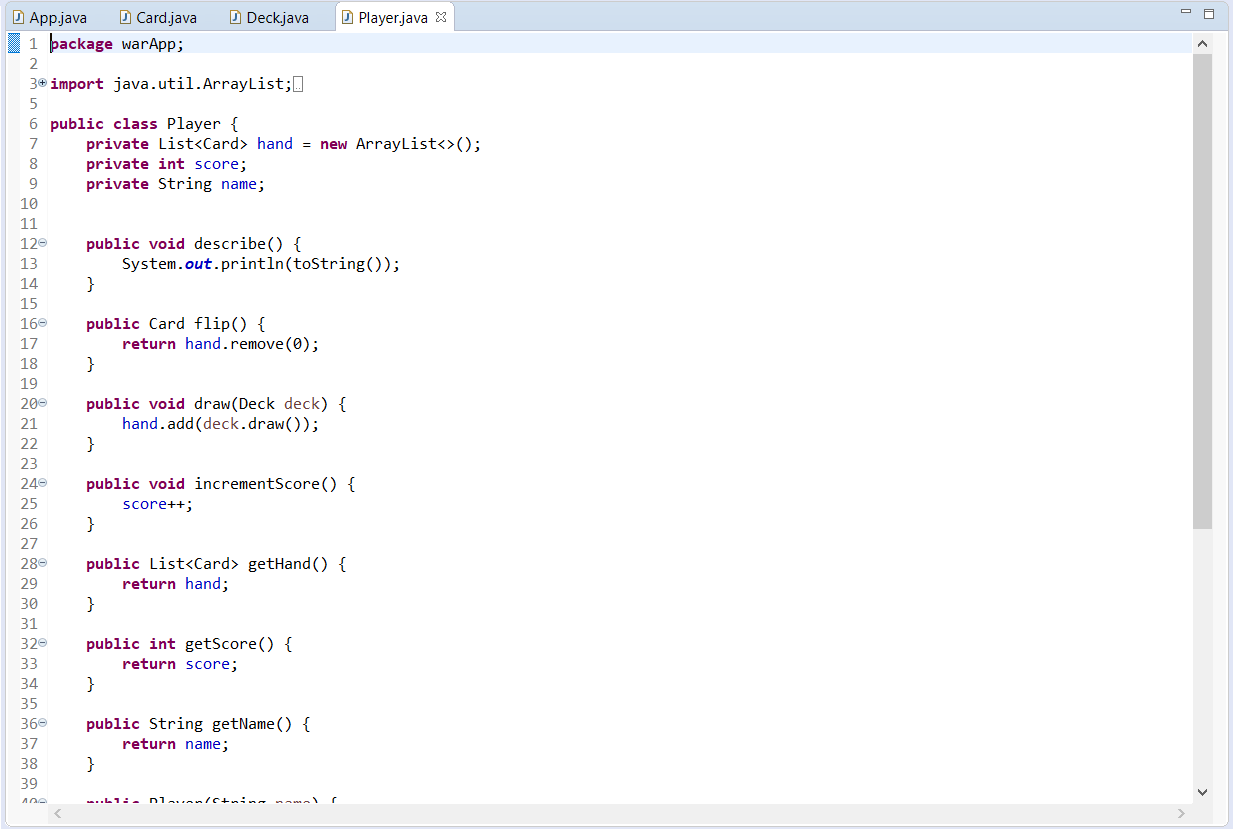 App.java Card.java Deck.java Player.java
1 package warApp;
2
3 import java.util.ArrayList;
5
6 public class Player {
7 private List<Card> hand = new ArrayList<>();
8 private int score;
9 private String name;
10
11
12 public void describe() {
13 System.out.println(toString());
14 }
15
16 public Card flip() {
17 return hand.remove(0);
18 }
19
20 public void draw(Deck deck) {
21 hand.add(deck.draw());
22 }
23
24 public void incrementScore() {
25 score++;
26 }
27
28 public List<Card> getHand() {
29 return hand;
30 }
31
32 public int getScore() {
33 return score;
34 }
35
36 public String getName() {
37 return name;
38 }
39
40 public Player(String name) {